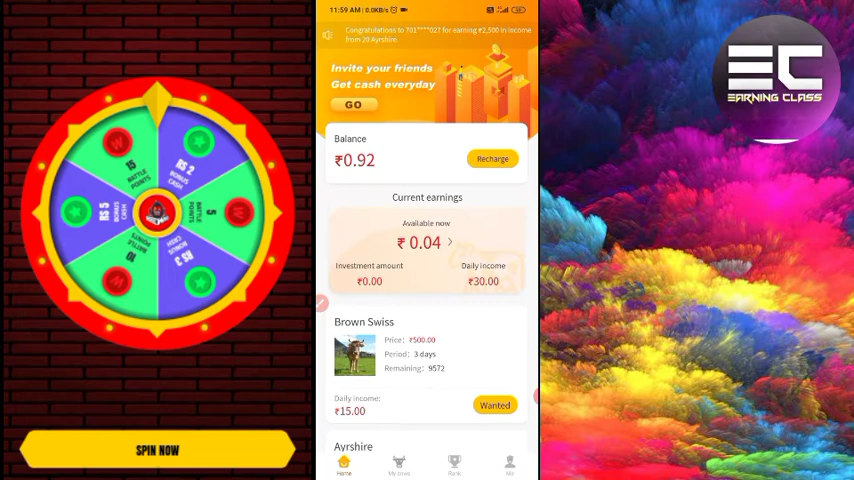 15
BATTLE
POINTS
RS 2
BONUS
CASH
5
BATTLE
POINTS
RS 3
BONUS
CASH
10
BATTLE
POINTS
RS 5
BONUS
CASH
SPIN NOW
11:59 AM | 0.0KB/s
Congratulations to 701****027 for earning ₹2,500 in income
from 20 Ayrshire.
Invite your friends
Get cash everyday
GO
Balance
₹0.92
Recharge
Current earnings
Available now
₹ 0.04 >
Investment amount
Daily income
₹0.00
₹30.00
Brown Swiss
Price: ₹500.00
Period: 3 days
Remaining: 9572
Daily income:
₹15.00
Wanted
Ayrshire
Home
My cows
Rank
Me
EC
EARNING CLASS